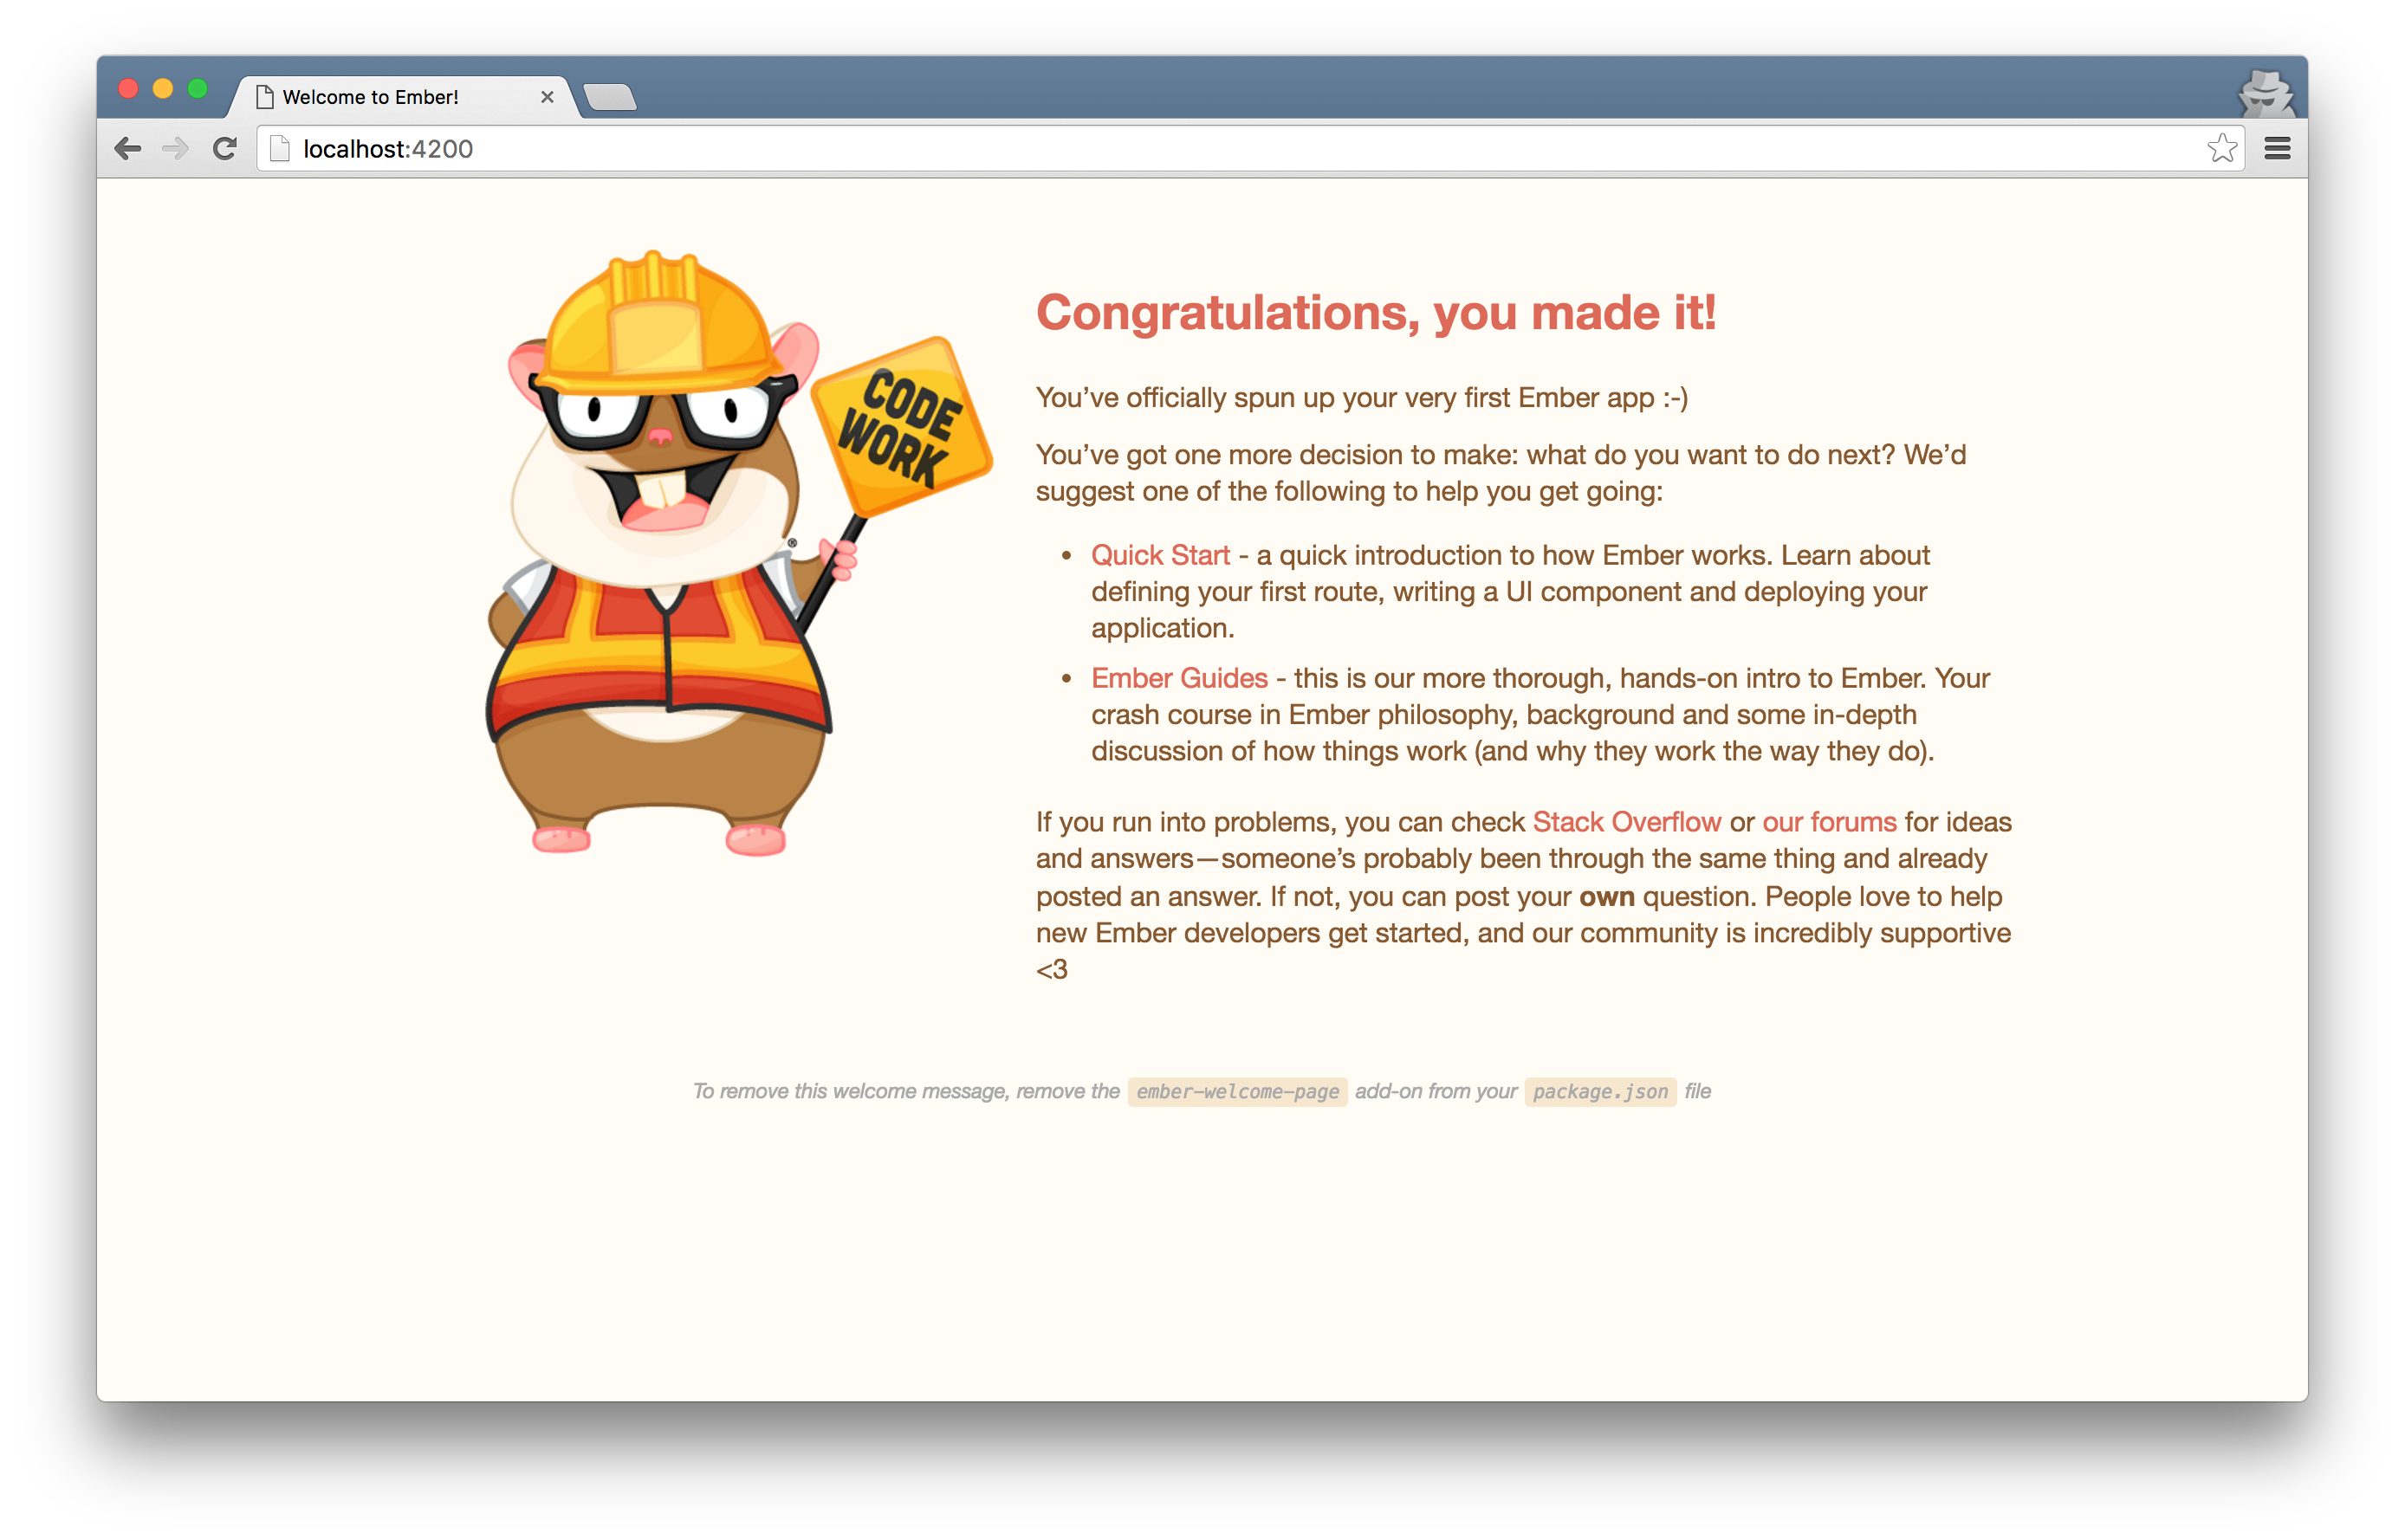 Welcome to Ember!
localhost:4200
CODE
WORK
®
Congratulations, you made it!
You’ve officially spun up your very first Ember app :-)
You’ve got one more decision to make: what do you want to do next? We’d
suggest one of the following to help you get going:
• Quick Start - a quick introduction to how Ember works. Learn about
defining your first route, writing a UI component and deploying your
application.
• Ember Guides - this is our more thorough, hands-on intro to Ember. Your
crash course in Ember philosophy, background and some in-depth
discussion of how things work (and why they work the way they do).
If you run into problems, you can check Stack Overflow or our forums for ideas
and answers—someone’s probably been through the same thing and already
posted an answer. If not, you can post your own question. People love to help
new Ember developers get started, and our community is incredibly supportive
<3
To remove this welcome message, remove the ember-welcome-page add-on from your package.json file